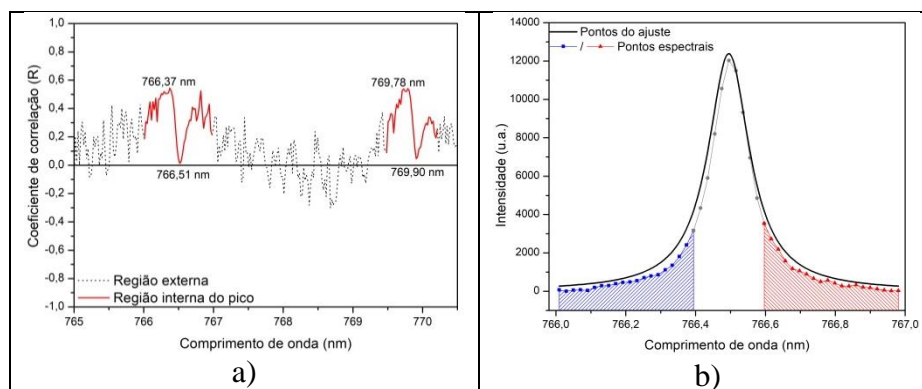 a)
1,0
0,8
0,6
0,4
0,2
0,0
-0,2
-0,4
-0,6
-0,8
-1,0
Coeficiente de correlação (R)
766,37 nm
769,78 nm
766,51 nm
769,90 nm
Região externa
Região interna do pico
765 766 767 768 769 770
Comprimento de onda (nm)
a)
b)
14000
12000
10000
8000
6000
4000
2000
0
Intensidade (u.a.)
Pontos do ajuste
/ Pontos espectrais
766,0 766,2 766,4 766,6 766,8 767,0
Comprimento de onda (nm)
b)